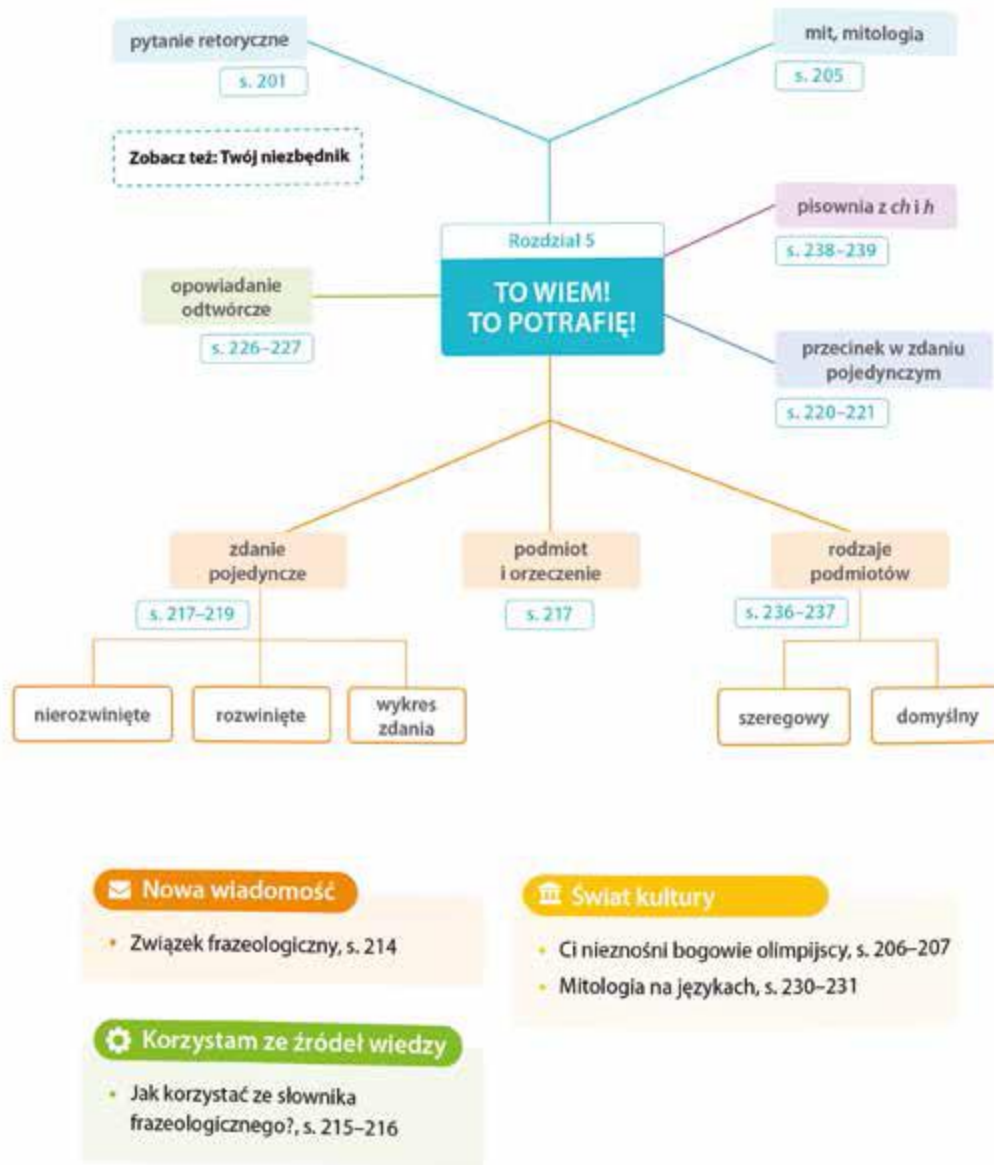 pytanie retoryczne
s. 201
mit, mitologia
s. 205
Zobacz też: Twój niezbędnik
pisownia z ch i h
s. 238–239
Rozdział 5
TO WIEM!
TO POTRAFIĘ!
opowiadanie
odtwórcze
s. 226–227
przecinek w zdaniu
pojedynczym
s. 220–221
zdanie
pojedyncze
s. 217–219
podmiot
i orzeczenie
s. 217
rodzaje
podmiotów
s. 236–237
nierozwinięte
rozwinięte
wykres
zdania
szeregowy
domyślny
Nowa wiadomość
• Związek frazeologiczny, s. 214
Świat kultury
• Ci nieznośni bogowie olimpijscy, s. 206–207
• Mitologia na językach, s. 230–231
Korzystam ze źródeł wiedzy
• Jak korzystać ze słownika
frazeologicznego?, s. 215–216